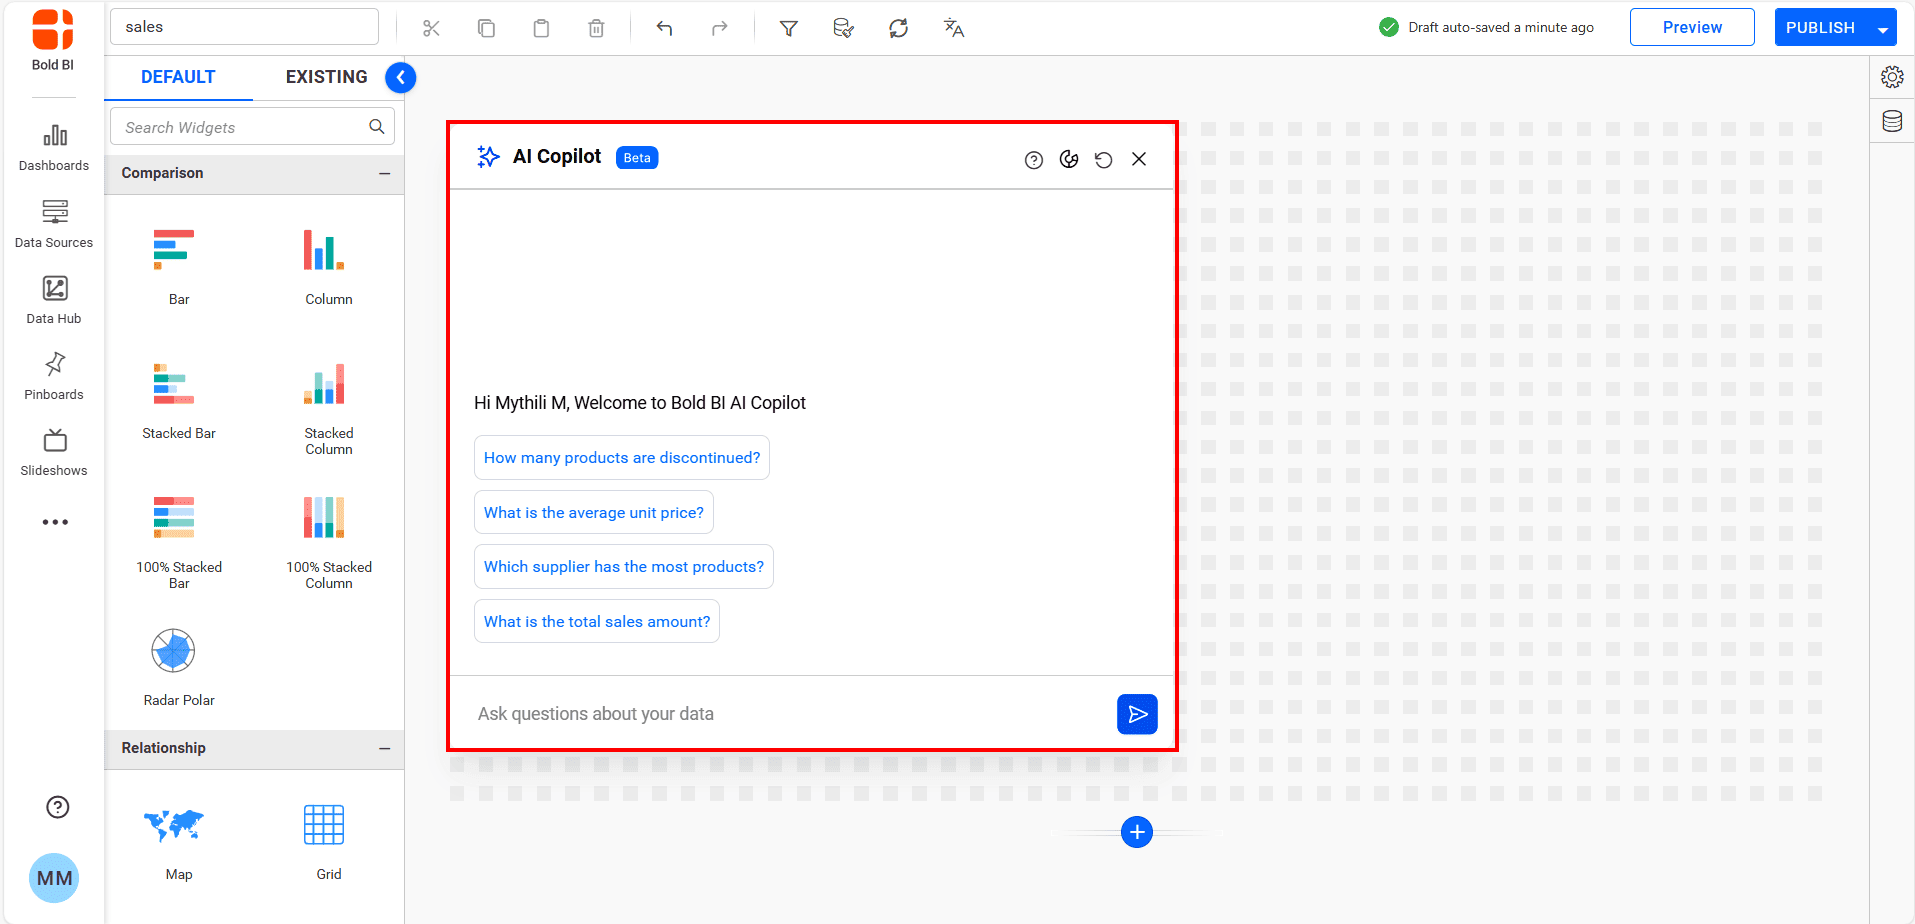 Bold BI
Dashboards
Data Sources
Data Hub
Pinboards
Slideshows
MM
sales
Draft auto-saved a minute ago
Preview
PUBLISH
DEFAULT
EXISTING
Search Widgets
Comparison
Bar
Column
Stacked Bar
Stacked
Column
100% Stacked
Bar
100% Stacked
Column
Radar Polar
Relationship
Map
Grid
AI Copilot
Beta
Hi Mythili M, Welcome to Bold BI AI Copilot
How many products are discontinued?
What is the average unit price?
Which supplier has the most products?
What is the total sales amount?
Ask questions about your data